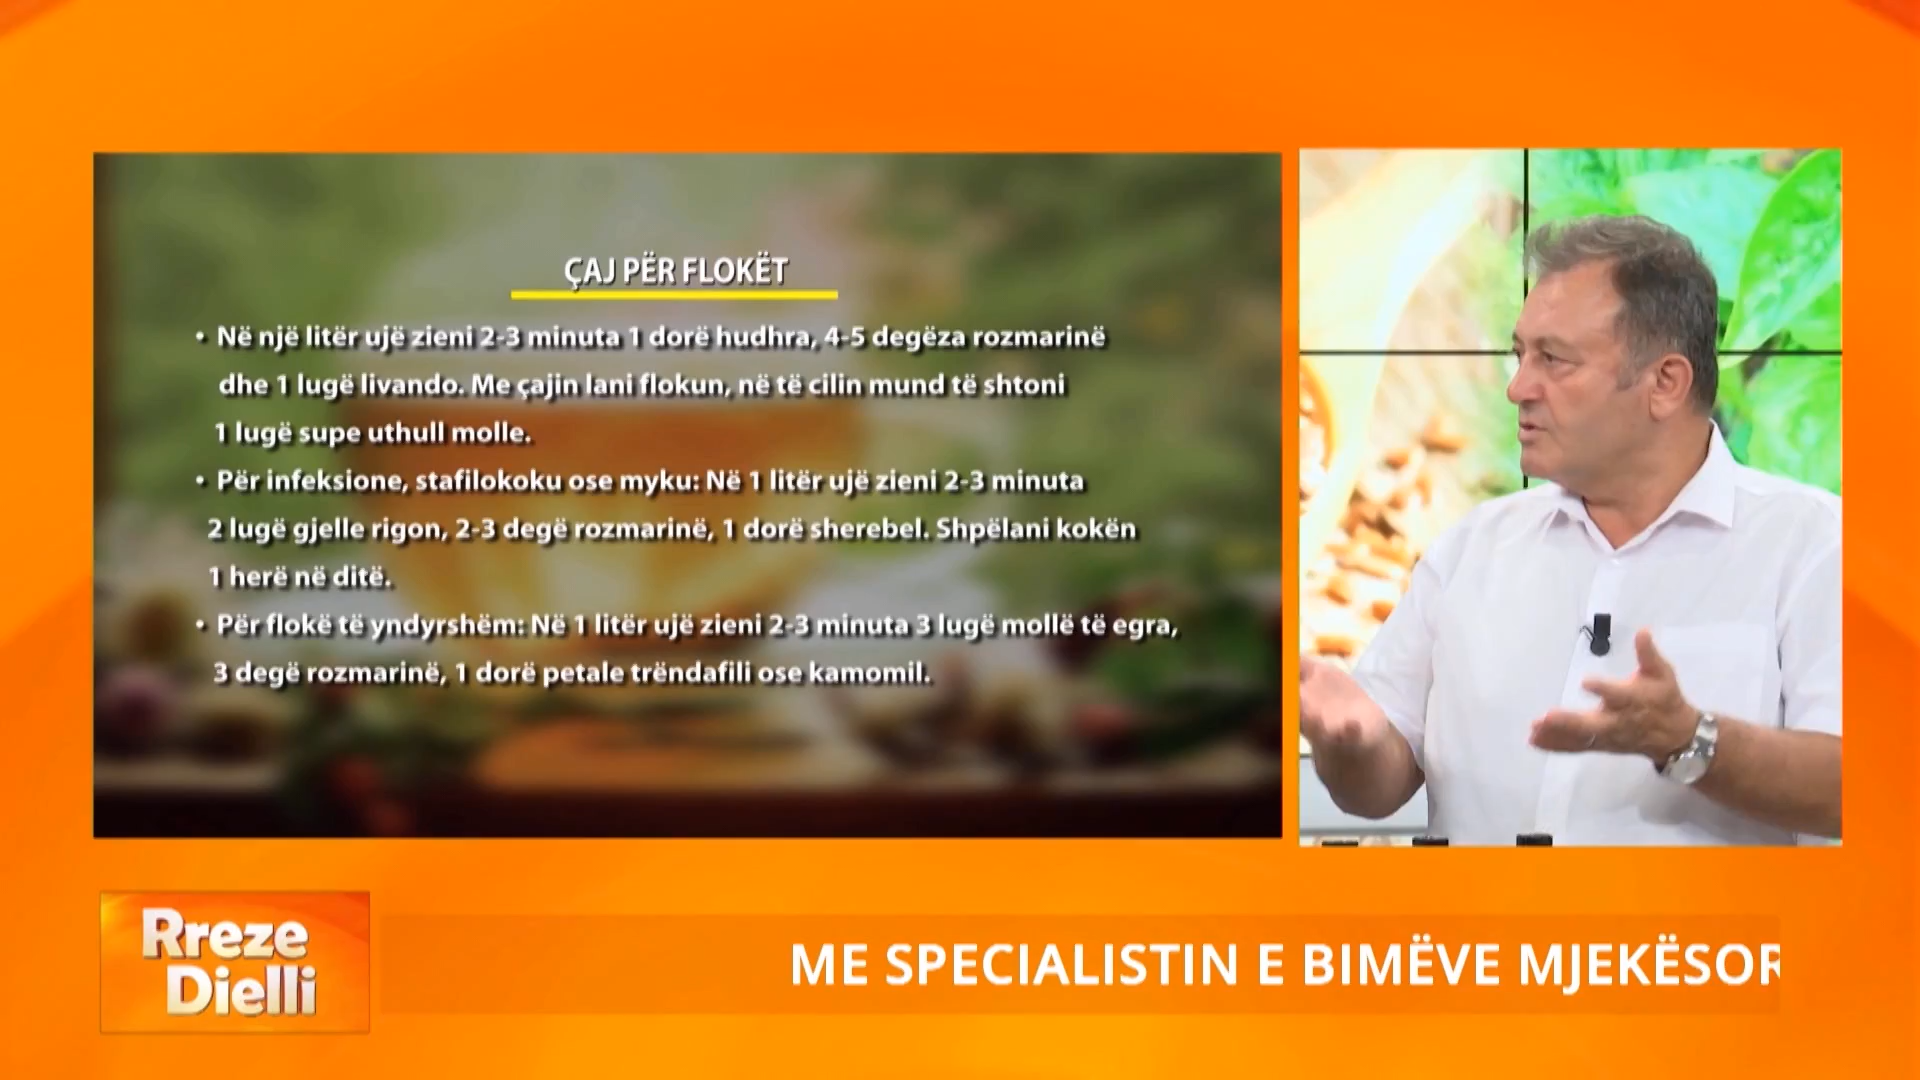 ÇAJ PËR FLOKËT
• Në një litër ujë zieni 2-3 minuta 1 dorë hudhra, 4-5 degëza rozmarinë
dhe 1 lugë livando. Me çajin lani flokun, në të cilin mund të shtoni
1 lugë supe uthull molle.
• Për infeksione, stafilokoku ose myku: Në 1 litër ujë zieni 2-3 minuta
2 lugë gjelle rigon, 2-3 degë rozmarinë, 1 dorë sherebel. Shpëlani kokën
1 herë në ditë.
• Për flokë të yndyrshëm: Në 1 litër ujë zieni 2-3 minuta 3 lugë mollë të egra,
3 degë rozmarinë, 1 dorë petale trëndafili ose kamomil.
Rreze
Dielli
ME SPECIALISTIN E BIMËVE MJEKËSOR